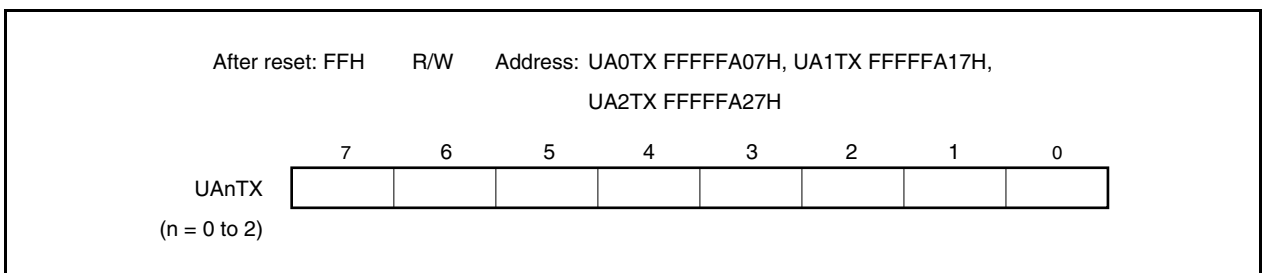 After reset: FFH R/W Address: UA0TX FFFFFA07H, UA1TX FFFFFA17H,
UA2TX FFFFFA27H
7 6 5 4 3 2 1 0
UAnTX
(n = 0 to 2)